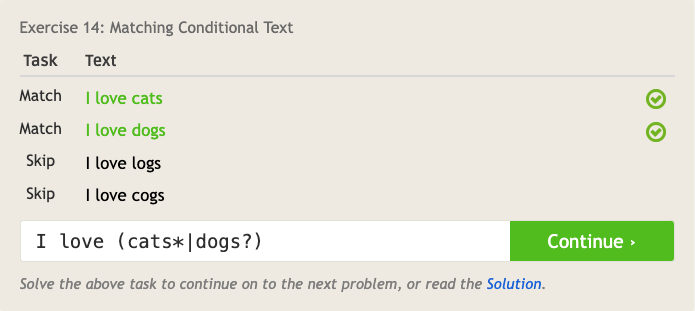 Exercise 14: Matching Conditional Text
Task Text
Match I love cats
Match I love dogs
Skip I love logs
Skip I love cogs
I love (cats*|dogs?) Continue ›
Solve the above task to continue on to the next problem, or read the Solution.